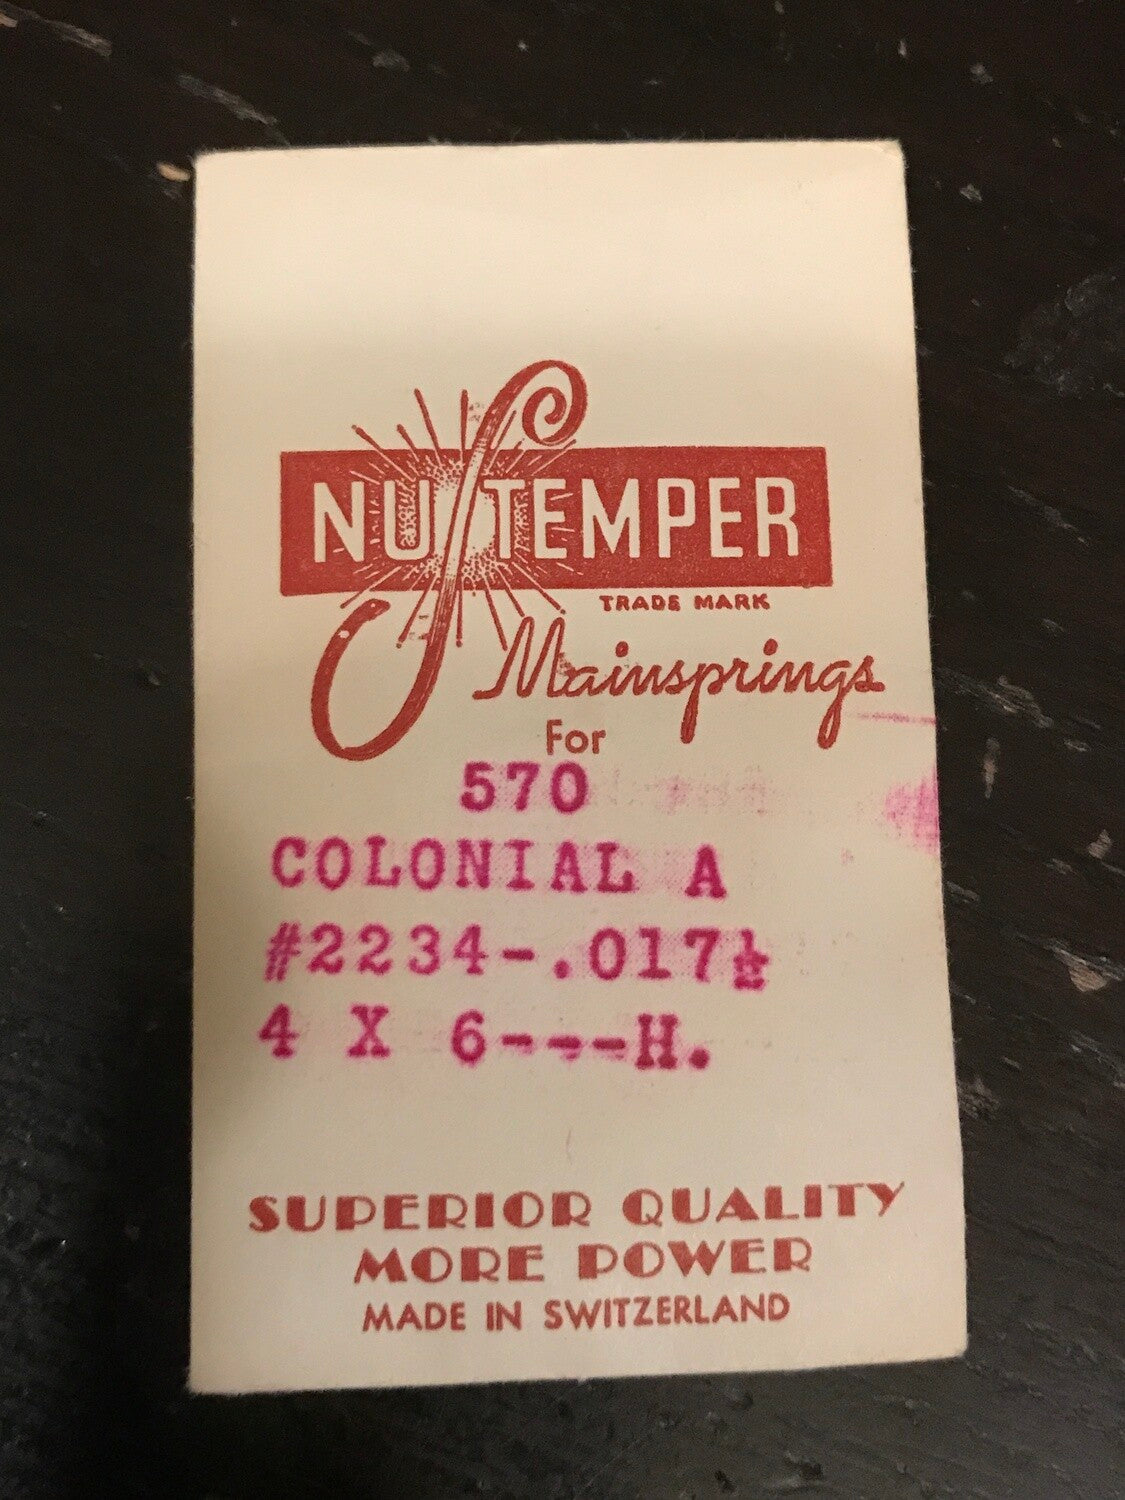 NU TEMPER
TRADE MARK
Mainsprings
For
570
COLONIAL A
#2234-.017½
4 X 6---H.
SUPERIOR QUALITY
MORE POWER
MADE IN SWITZERLAND